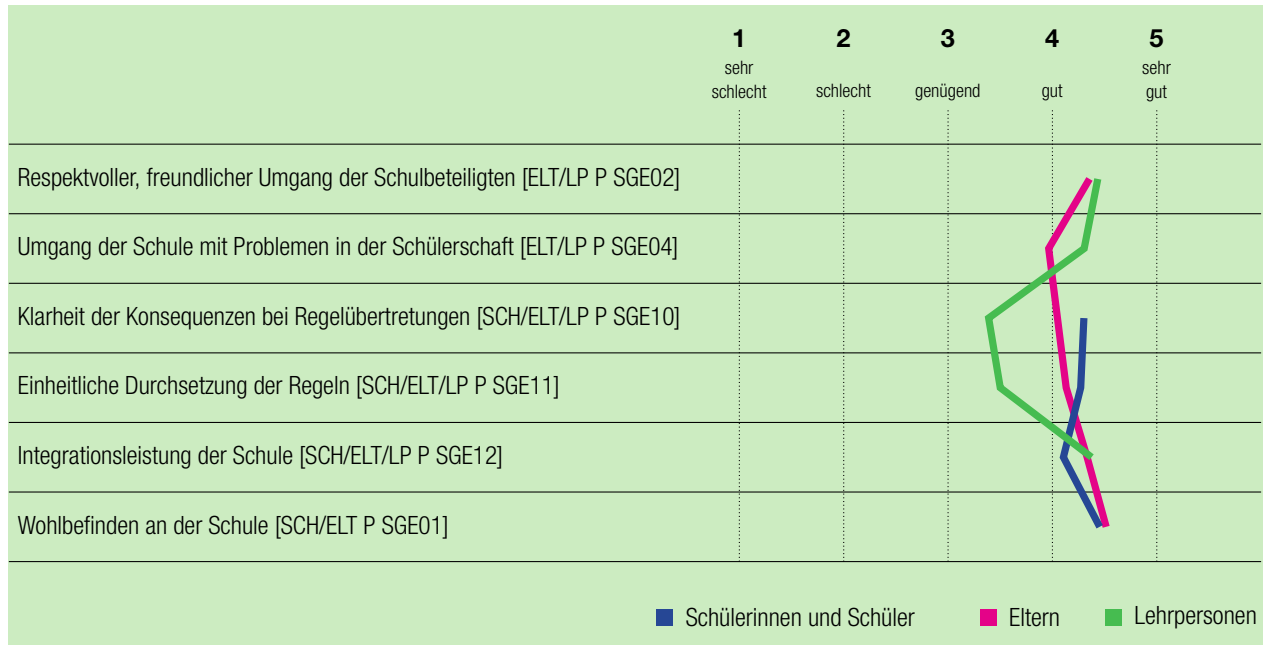 1 2 3 4 5
sehr schlecht schlecht genügend gut sehr gut
Respektvoller, freundlicher Umgang der Schulbeteiligten [ELT/LP P SGE02]
Umgang der Schule mit Problemen in der Schülerschaft [ELT/LP P SGE04]
Klarheit der Konsequenzen bei Regelübertretungen [SCH/ELT/LP P SGE10]
Einheitliche Durchsetzung der Regeln [SCH/ELT/LP P SGE11]
Integrationsleistung der Schule [SCH/ELT/LP P SGE12]
Wohlbefinden an der Schule [SCH/ELT P SGE01]
Schülerinnen und Schüler Eltern Lehrpersonen